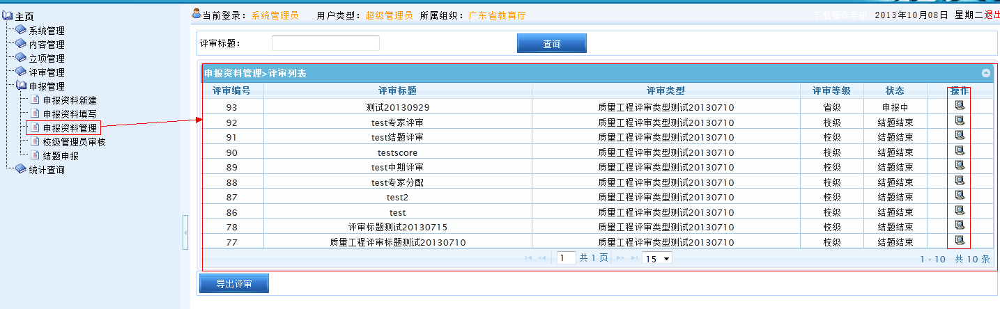 当前登录： 系统管理员 用户类型： 超级管理员 所属组织： 广东省教育厅 下载操作手册 2013年10月08日 星期二退出
主页
系统管理
内容管理
立项管理
评审管理
申报管理
申报资料新建
申报资料填写
申报资料管理
校级管理员审核
结题申报
统计查询
评审标题： 查询
申报资料管理>评审列表
评审编号 评审标题 评审类型 评审等级 状态 操作
93 测试20130929 质量工程评审类型测试20130710 省级 申报中
92 test专家评审 质量工程评审类型测试20130710 校级 结题结束
91 test结题评审 质量工程评审类型测试20130710 校级 结题结束
90 testscore 质量工程评审类型测试20130710 校级 结题结束
89 test中期评审 质量工程评审类型测试20130710 校级 结题结束
88 test专家分配 质量工程评审类型测试20130710 校级 结题结束
87 test2 质量工程评审类型测试20130710 校级 结题结束
86 test 质量工程评审类型测试20130710 校级 结题结束
78 评审标题测试20130715 质量工程评审类型测试20130710 校级 结题结束
77 质量工程评审标题测试20130710 质量工程评审类型测试20130710 校级 结题结束
1 共 1 页 15 1 - 10 共 10 条
导出评审